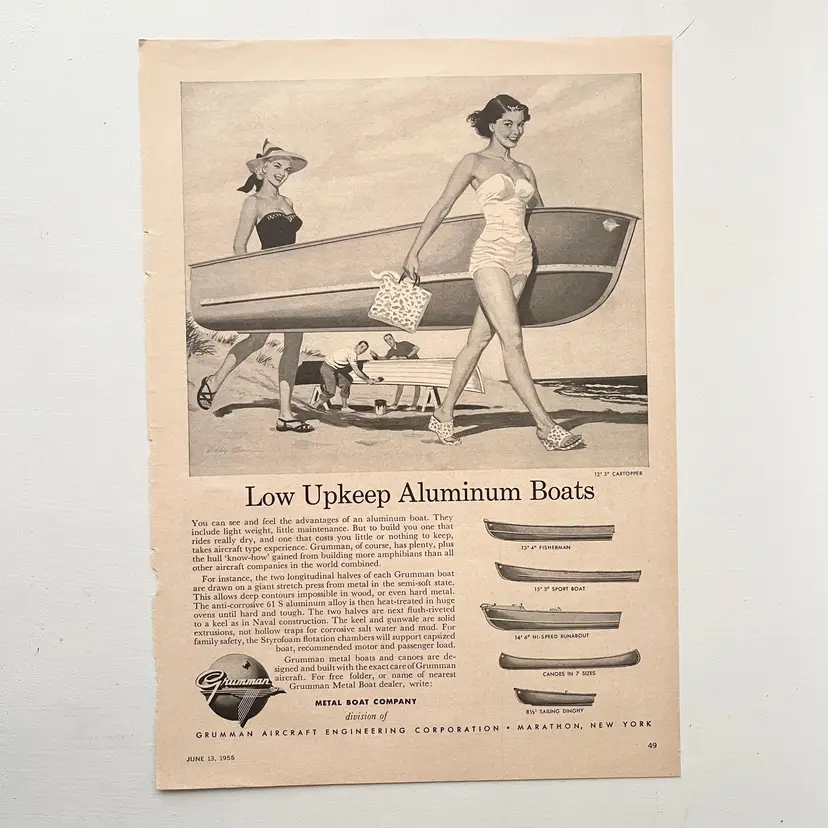 12' 3" CARTOPPER
Low Upkeep Aluminum Boats
You can see and feel the advantages of an aluminum boat. They
include light weight, little maintenance. But to build you one that
rides really dry, and one that costs you little or nothing to keep,
takes aircraft type experience. Grumman, of course, has plenty, plus
the hull 'know-how' gained from building more amphibians than all
other aircraft companies in the world combined.
For instance, the two longitudinal halves of each Grumman boat
are drawn on a giant stretch press from metal in the semi-soft state.
This allows deep contours impossible in wood, or even hard metal.
The anti-corrosive 61 S aluminum alloy is then heat-treated in huge
ovens until hard and tough. The two halves are next flush-riveted
to a keel as in Naval construction. The keel and gunwale are solid
extrusions, not hollow traps for corrosive salt water and mud. For
family safety, the Styrofoam flotation chambers will support capsized
boat, recommended motor and passenger load.
Grumman metal boats and canoes are de-
signed and built with the exact care of Grumman
aircraft. For free folder, or name of nearest
Grumman Metal Boat dealer, write:
Grumman
METAL BOAT COMPANY
division of
GRUMMAN AIRCRAFT ENGINEERING CORPORATION • MARATHON, NEW YORK
13' 4" FISHERMAN
15' 3" SPORT BOAT
14' 6" HI-SPEED RUNABOUT
CANOES IN 7 SIZES
8½' SAILING DINGHY
JUNE 13, 1955
49